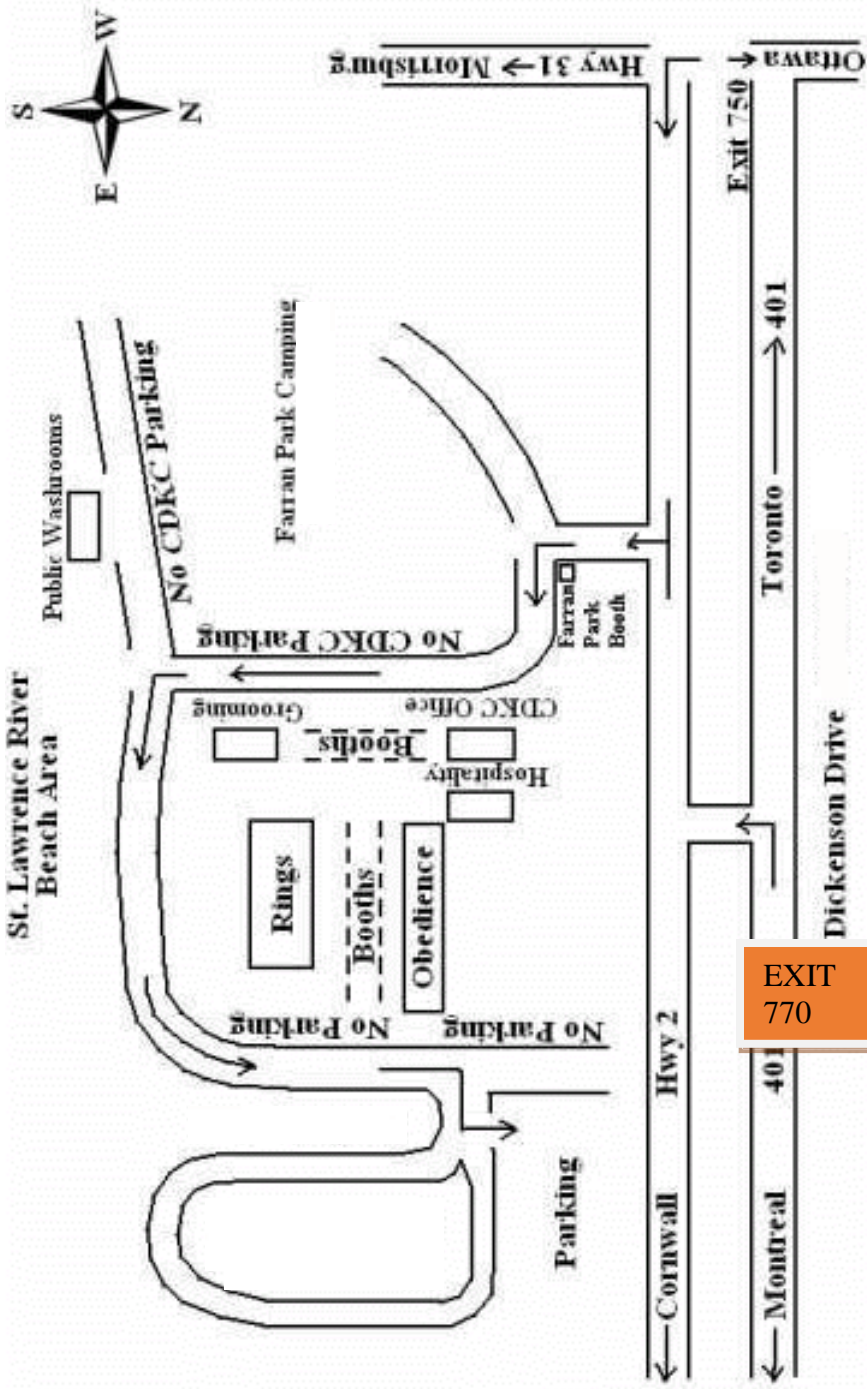 S
W
E
N
St. Lawrence River
Beach Area
Public Washrooms
No CDKC Parking
Farran Park Camping
No CDKC Parking
Grooming
Booths
CDKC Office
Hospitality
Rings
Booths
Obedience
No Parking
No Parking
Parking
Farran
Park
Booth
Hwy 31 → Morrisburg
Ottawa
Exit 750
Cornwall
Hwy 2
Toronto
401
Montreal
401
EXIT
770
Dickenson Drive